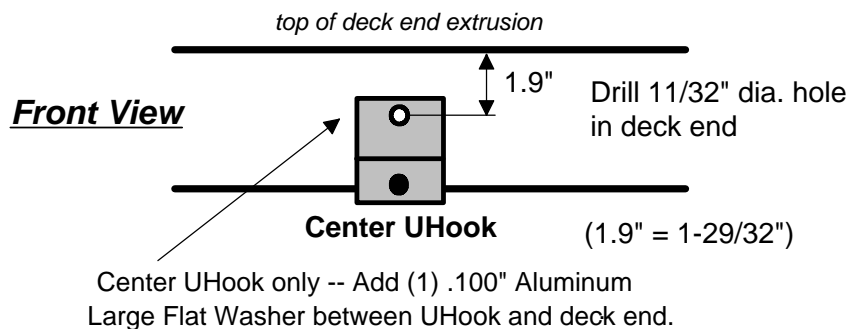 top of deck end extrusion
1.9"
Front View
Drill 11/32" dia. hole
in deck end
Center UHook
(1.9" = 1-29/32")
Center UHook only -- Add (1) .100" Aluminum
Large Flat Washer between UHook and deck end.